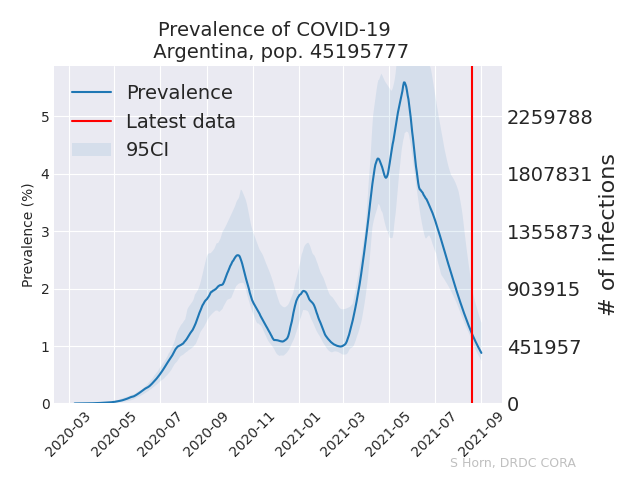 Prevalence of COVID-19
Argentina, pop. 45195777
Prevalence
Latest data
95CI
Prevalence (%)
5
4
3
2
1
0
2259788
1807831
1355873
903915
451957
0
# of infections
2020-03
2020-05
2020-07
2020-09
2020-11
2021-01
2021-03
2021-05
2021-07
2021-09
S Horn, DRDC CORA